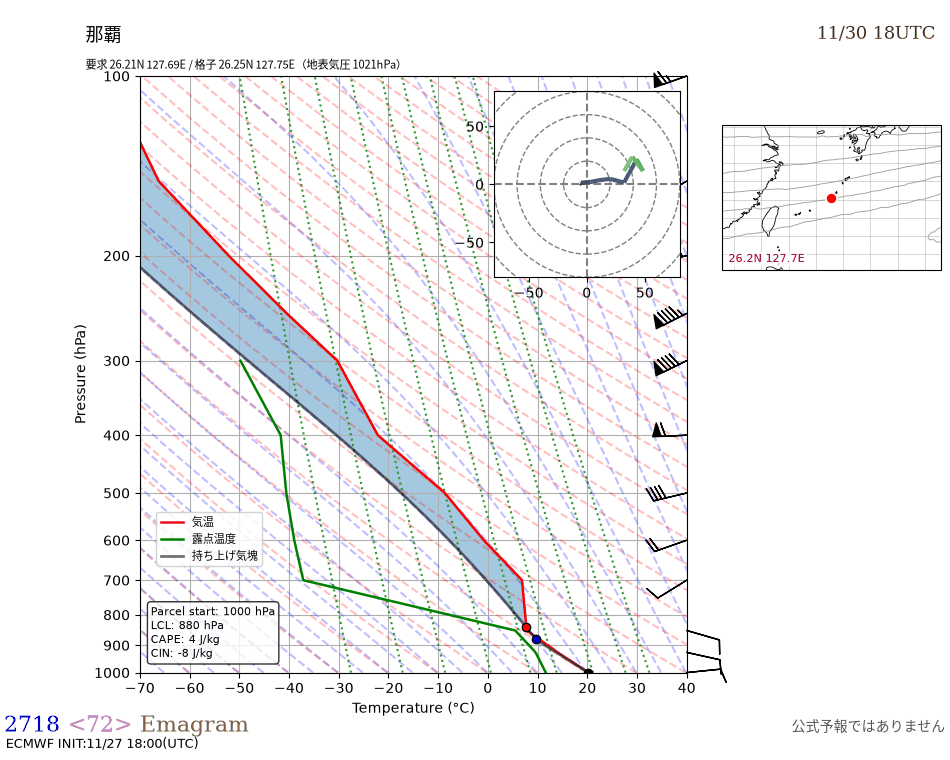 那覇
11/30 18UTC
要求 26.21N 127.69E / 格子 26.25N 127.75E（地表気圧 1021hPa）
100
200
300
400
500
600
700
800
900
1000
Pressure (hPa)
50
0
−50
−50 0 50
26.2N 127.7E
気温
露点温度
持ち上げ気塊
Parcel start: 1000 hPa
LCL: 880 hPa
CAPE: 4 J/kg
CIN: -8 J/kg
−70 −60 −50 −40 −30 −20 −10 0 10 20 30 40
Temperature (°C)
2718 <72> Emagram
公式予報ではありません
ECMWF INIT:11/27 18:00(UTC)